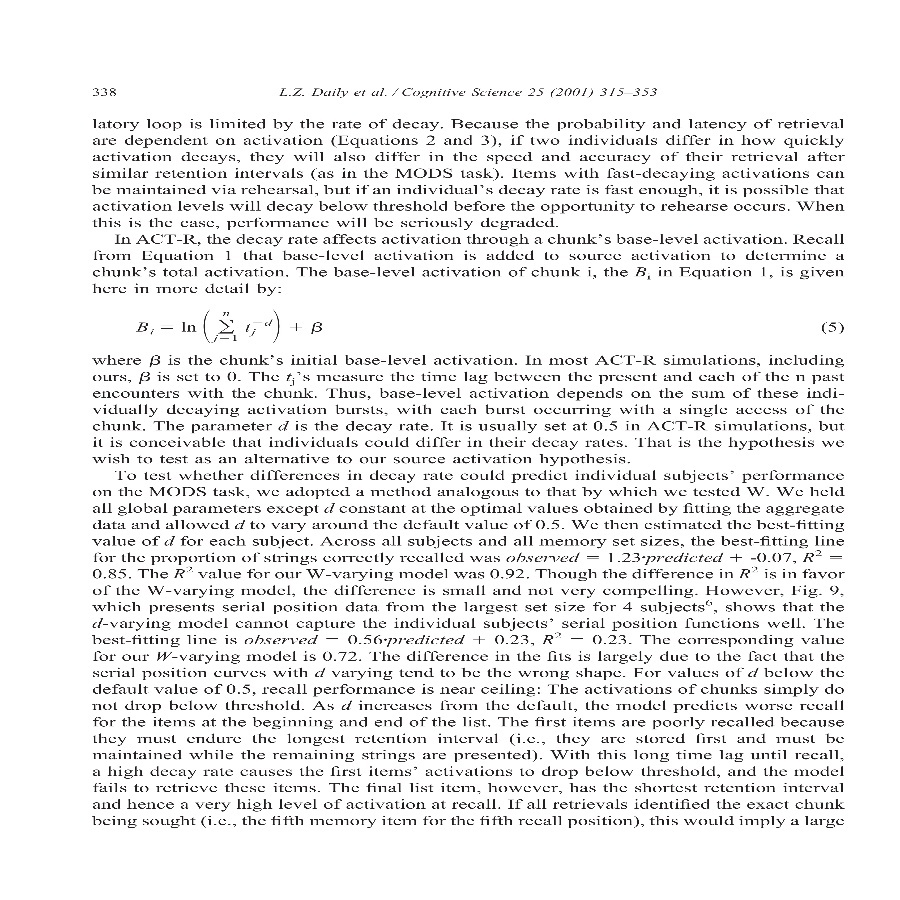 338 L.Z. Daily et al. / Cognitive Science 25 (2001) 315–353
latory loop is limited by the rate of decay. Because the probability and latency of retrieval
are dependent on activation (Equations 2 and 3), if two individuals differ in how quickly
activation decays, they will also differ in the speed and accuracy of their retrieval after
similar retention intervals (as in the MODS task). Items with fast-decaying activations can
be maintained via rehearsal, but if an individual's decay rate is fast enough, it is possible that
activation levels will decay below threshold before the opportunity to rehearse occurs. When
this is the case, performance will be seriously degraded.
In ACT-R, the decay rate affects activation through a chunk's base-level activation. Recall
from Equation 1 that base-level activation is added to source activation to determine a
chunk's total activation. The base-level activation of chunk i, the B_i in Equation 1, is given
here in more detail by:
B_i = ln ( ∑_{j=1}^{n} t_j^{-d} ) + β (5)
where β is the chunk's initial base-level activation. In most ACT-R simulations, including
ours, β is set to 0. The t_j's measure the time lag between the present and each of the n past
encounters with the chunk. Thus, base-level activation depends on the sum of these indi-
vidually decaying activation bursts, with each burst occurring with a single access of the
chunk. The parameter d is the decay rate. It is usually set at 0.5 in ACT-R simulations, but
it is conceivable that individuals could differ in their decay rates. That is the hypothesis we
wish to test as an alternative to our source activation hypothesis.
To test whether differences in decay rate could predict individual subjects' performance
on the MODS task, we adopted a method analogous to that by which we tested W. We held
all global parameters except d constant at the optimal values obtained by fitting the aggregate
data and allowed d to vary around the default value of 0.5. We then estimated the best-fitting
value of d for each subject. Across all subjects and all memory set sizes, the best-fitting line
for the proportion of strings correctly recalled was observed = 1.23·predicted + -0.07, R² =
0.85. The R² value for our W-varying model was 0.92. Though the difference in R² is in favor
of the W-varying model, the difference is small and not very compelling. However, Fig. 9,
which presents serial position data from the largest set size for 4 subjects⁶, shows that the
d-varying model cannot capture the individual subjects' serial position functions well. The
best-fitting line is observed = 0.56·predicted + 0.23, R² = 0.23. The corresponding value
for our W-varying model is 0.72. The difference in the fits is largely due to the fact that the
serial position curves with d varying tend to be the wrong shape. For values of d below the
default value of 0.5, recall performance is near ceiling: The activations of chunks simply do
not drop below threshold. As d increases from the default, the model predicts worse recall
for the items at the beginning and end of the list. The first items are poorly recalled because
they must endure the longest retention interval (i.e., they are stored first and must be
maintained while the remaining strings are presented). With this long time lag until recall,
a high decay rate causes the first items' activations to drop below threshold, and the model
fails to retrieve these items. The final list item, however, has the shortest retention interval
and hence a very high level of activation at recall. If all retrievals identified the exact chunk
being sought (i.e., the fifth memory item for the fifth recall position), this would imply a large